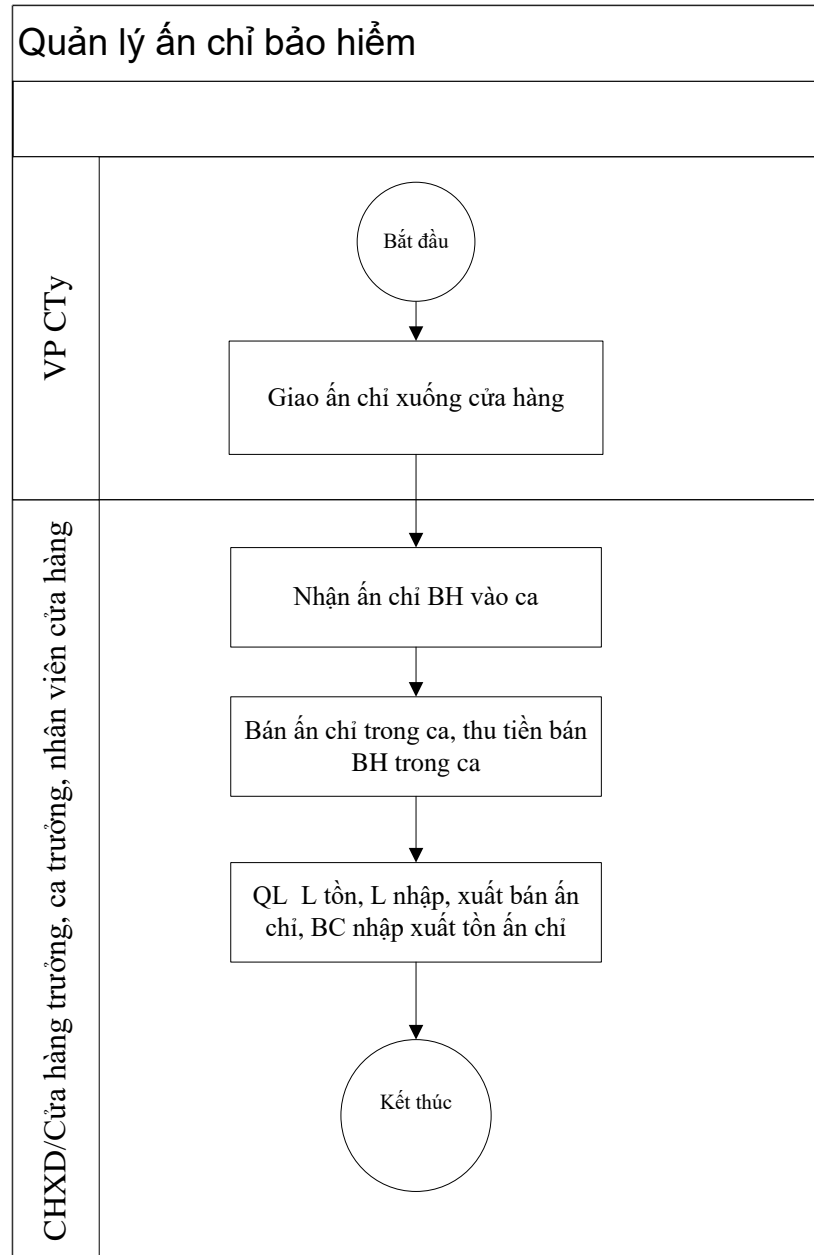 Quản lý ấn chỉ bảo hiểm
VP CTy
Bắt đầu
Giao ấn chỉ xuống cửa hàng
CHXD/Cửa hàng trưởng, ca trưởng, nhân viên cửa hàng
Nhận ấn chỉ BH vào ca
Bán ấn chỉ trong ca, thu tiền bán
BH trong ca
QL L tồn, L nhập, xuất bán ấn
chỉ, BC nhập xuất tồn ấn chỉ
Kết thúc